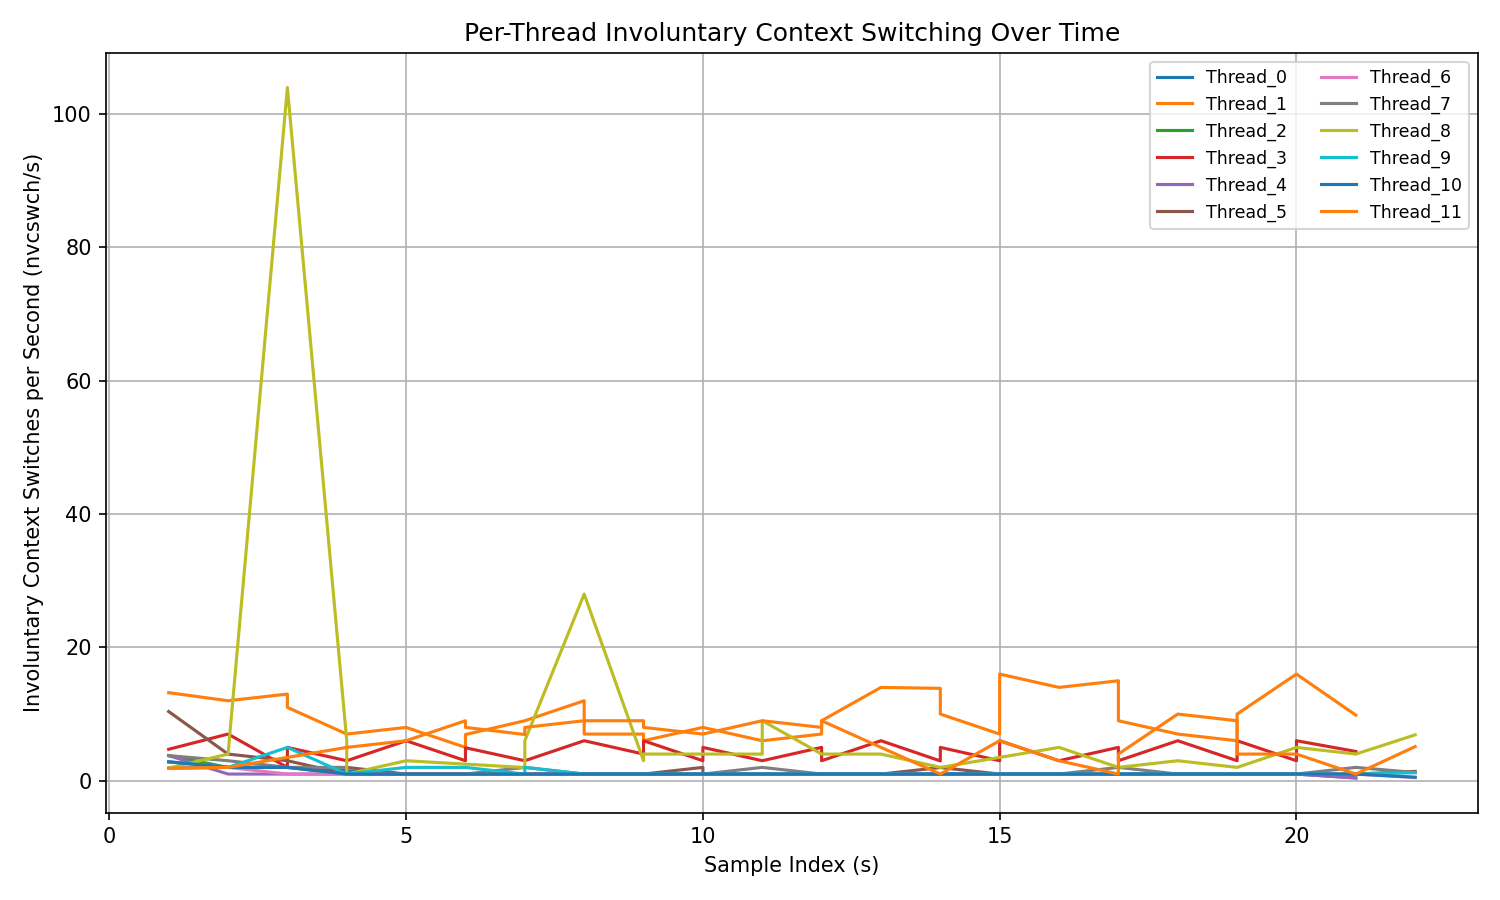 Per-Thread Involuntary Context Switching Over Time
Involuntary Context Switches per Second (nvcswch/s)
100
80
60
40
20
0
Thread_0
Thread_1
Thread_2
Thread_3
Thread_4
Thread_5
Thread_6
Thread_7
Thread_8
Thread_9
Thread_10
Thread_11
0 5 10 15 20
Sample Index (s)